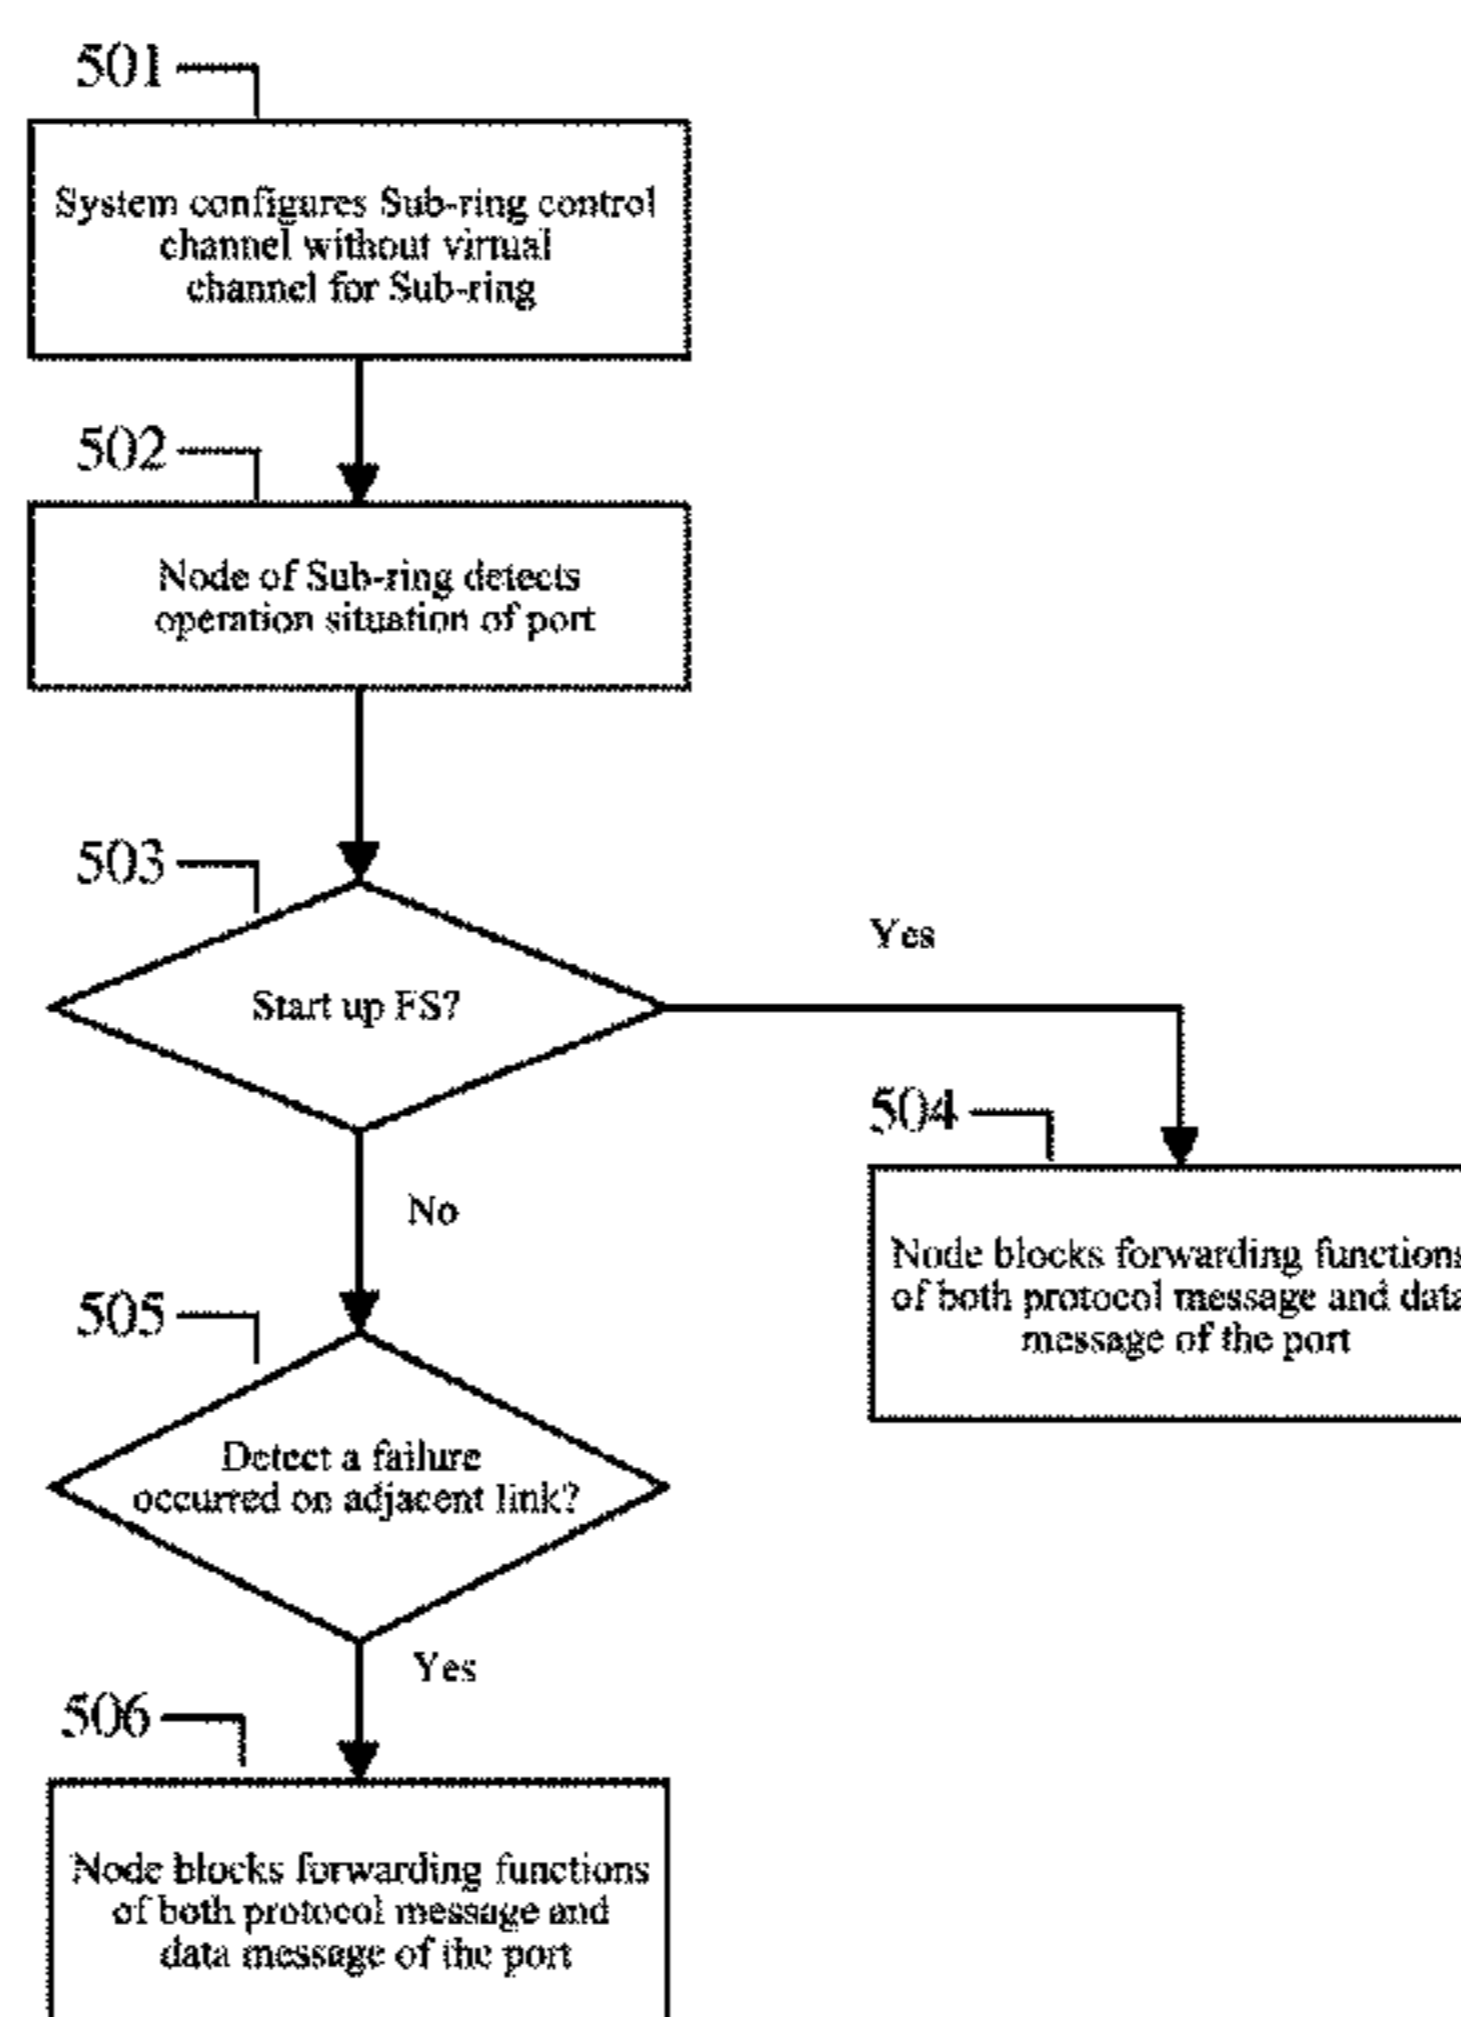 501
System configures Sub-ring control
channel without virtual
channel for Sub-ring
502
Node of Sub-ring detects
operation situation of port
503
Start up FS?
Yes
504
Node blocks forwarding functions
of both protocol message and data
message of the port
No
505
Detect a failure
occurred on adjacent link?
Yes
506
Node blocks forwarding functions
of both protocol message and
data message of the port